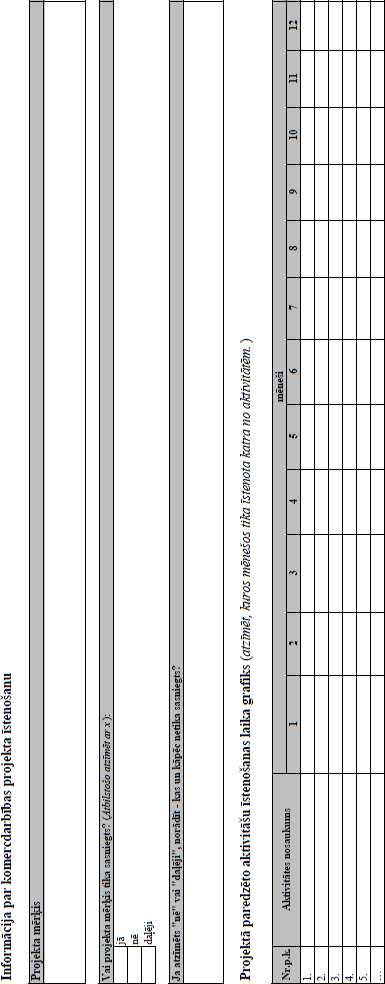 Informācija par komercdarbības projekta īstenošanu
Projekta mērķis
Vai projekta mērķis tika sasniegts? (Atbilstošo atzīmēt ar x):
jā
nē
daļēji
Ja atzīmēts "nē" vai "daļēji", norādīt - kas un kāpēc netika sasniegts?
Projektā paredzēto aktivitāšu īstenošanas laika grafiks (atzīmēt, kuros mēnešos tika īstenota katra no aktivitātēm.)
Nr.p.k. Aktivitātes nosaukums mēneši
1 2 3 4 5 6 7 8 9 10 11 12
1.
2.
3.
4.
5.
...